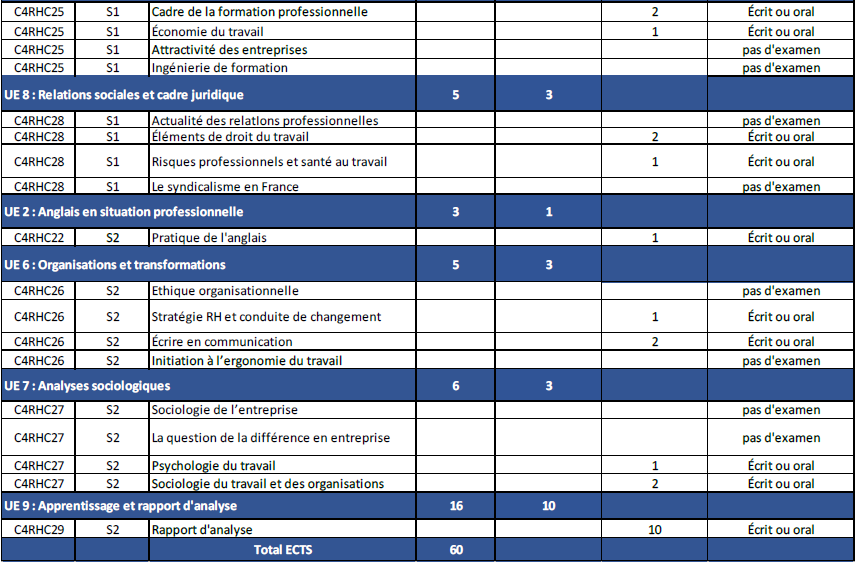 C4RHC25 S1 Cadre de la formation professionnelle 2 Écrit ou oral
C4RHC25 S1 Économie du travail 1 Écrit ou oral
C4RHC25 S1 Attractivité des entreprises pas d'examen
C4RHC25 S1 Ingénierie de formation pas d'examen
UE 8 : Relations sociales et cadre juridique 5 3
C4RHC28 S1 Actualité des relations professionnelles pas d'examen
C4RHC28 S1 Éléments de droit du travail 2 Écrit ou oral
C4RHC28 S1 Risques professionnels et santé au travail 1 Écrit ou oral
C4RHC28 S1 Le syndicalisme en France pas d'examen
UE 2 : Anglais en situation professionnelle 3 1
C4RHC22 S2 Pratique de l'anglais 1 Écrit ou oral
UE 6 : Organisations et transformations 5 3
C4RHC26 S2 Ethique organisationnelle pas d'examen
C4RHC26 S2 Stratégie RH et conduite de changement 1 Écrit ou oral
C4RHC26 S2 Écrire en communication 2 Écrit ou oral
C4RHC26 S2 Initiation à l’ergonomie du travail pas d'examen
UE 7 : Analyses sociologiques 6 3
C4RHC27 S2 Sociologie de l’entreprise pas d'examen
C4RHC27 S2 La question de la différence en entreprise pas d'examen
C4RHC27 S2 Psychologie du travail 1 Écrit ou oral
C4RHC27 S2 Sociologie du travail et des organisations 2 Écrit ou oral
UE 9 : Apprentissage et rapport d'analyse 16 10
C4RHC29 S2 Rapport d'analyse 10 Écrit ou oral
Total ECTS 60